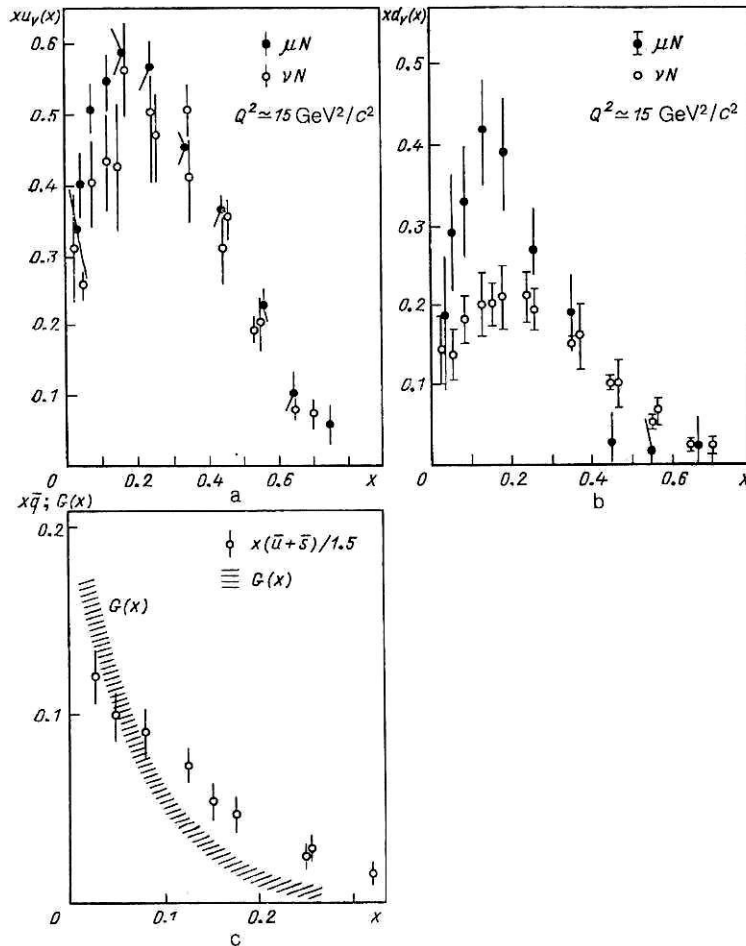 xu_v(x)
0.6
0.5
0.4
0.3
0.2
0.1
0
0.2
0.4
0.6
x
μN
νN
Q² ≃ 15 GeV²/c²
a
xd_v(x)
0.5
0.4
0.3
0.2
0.1
0
0.2
0.4
0.6
x
μN
νN
Q² ≃ 15 GeV²/c²
b
xq̄; G(x)
0.2
0.1
0
0.1
0.2
x
x(ū+s̄)/1.5
G(x)
G(x)
c